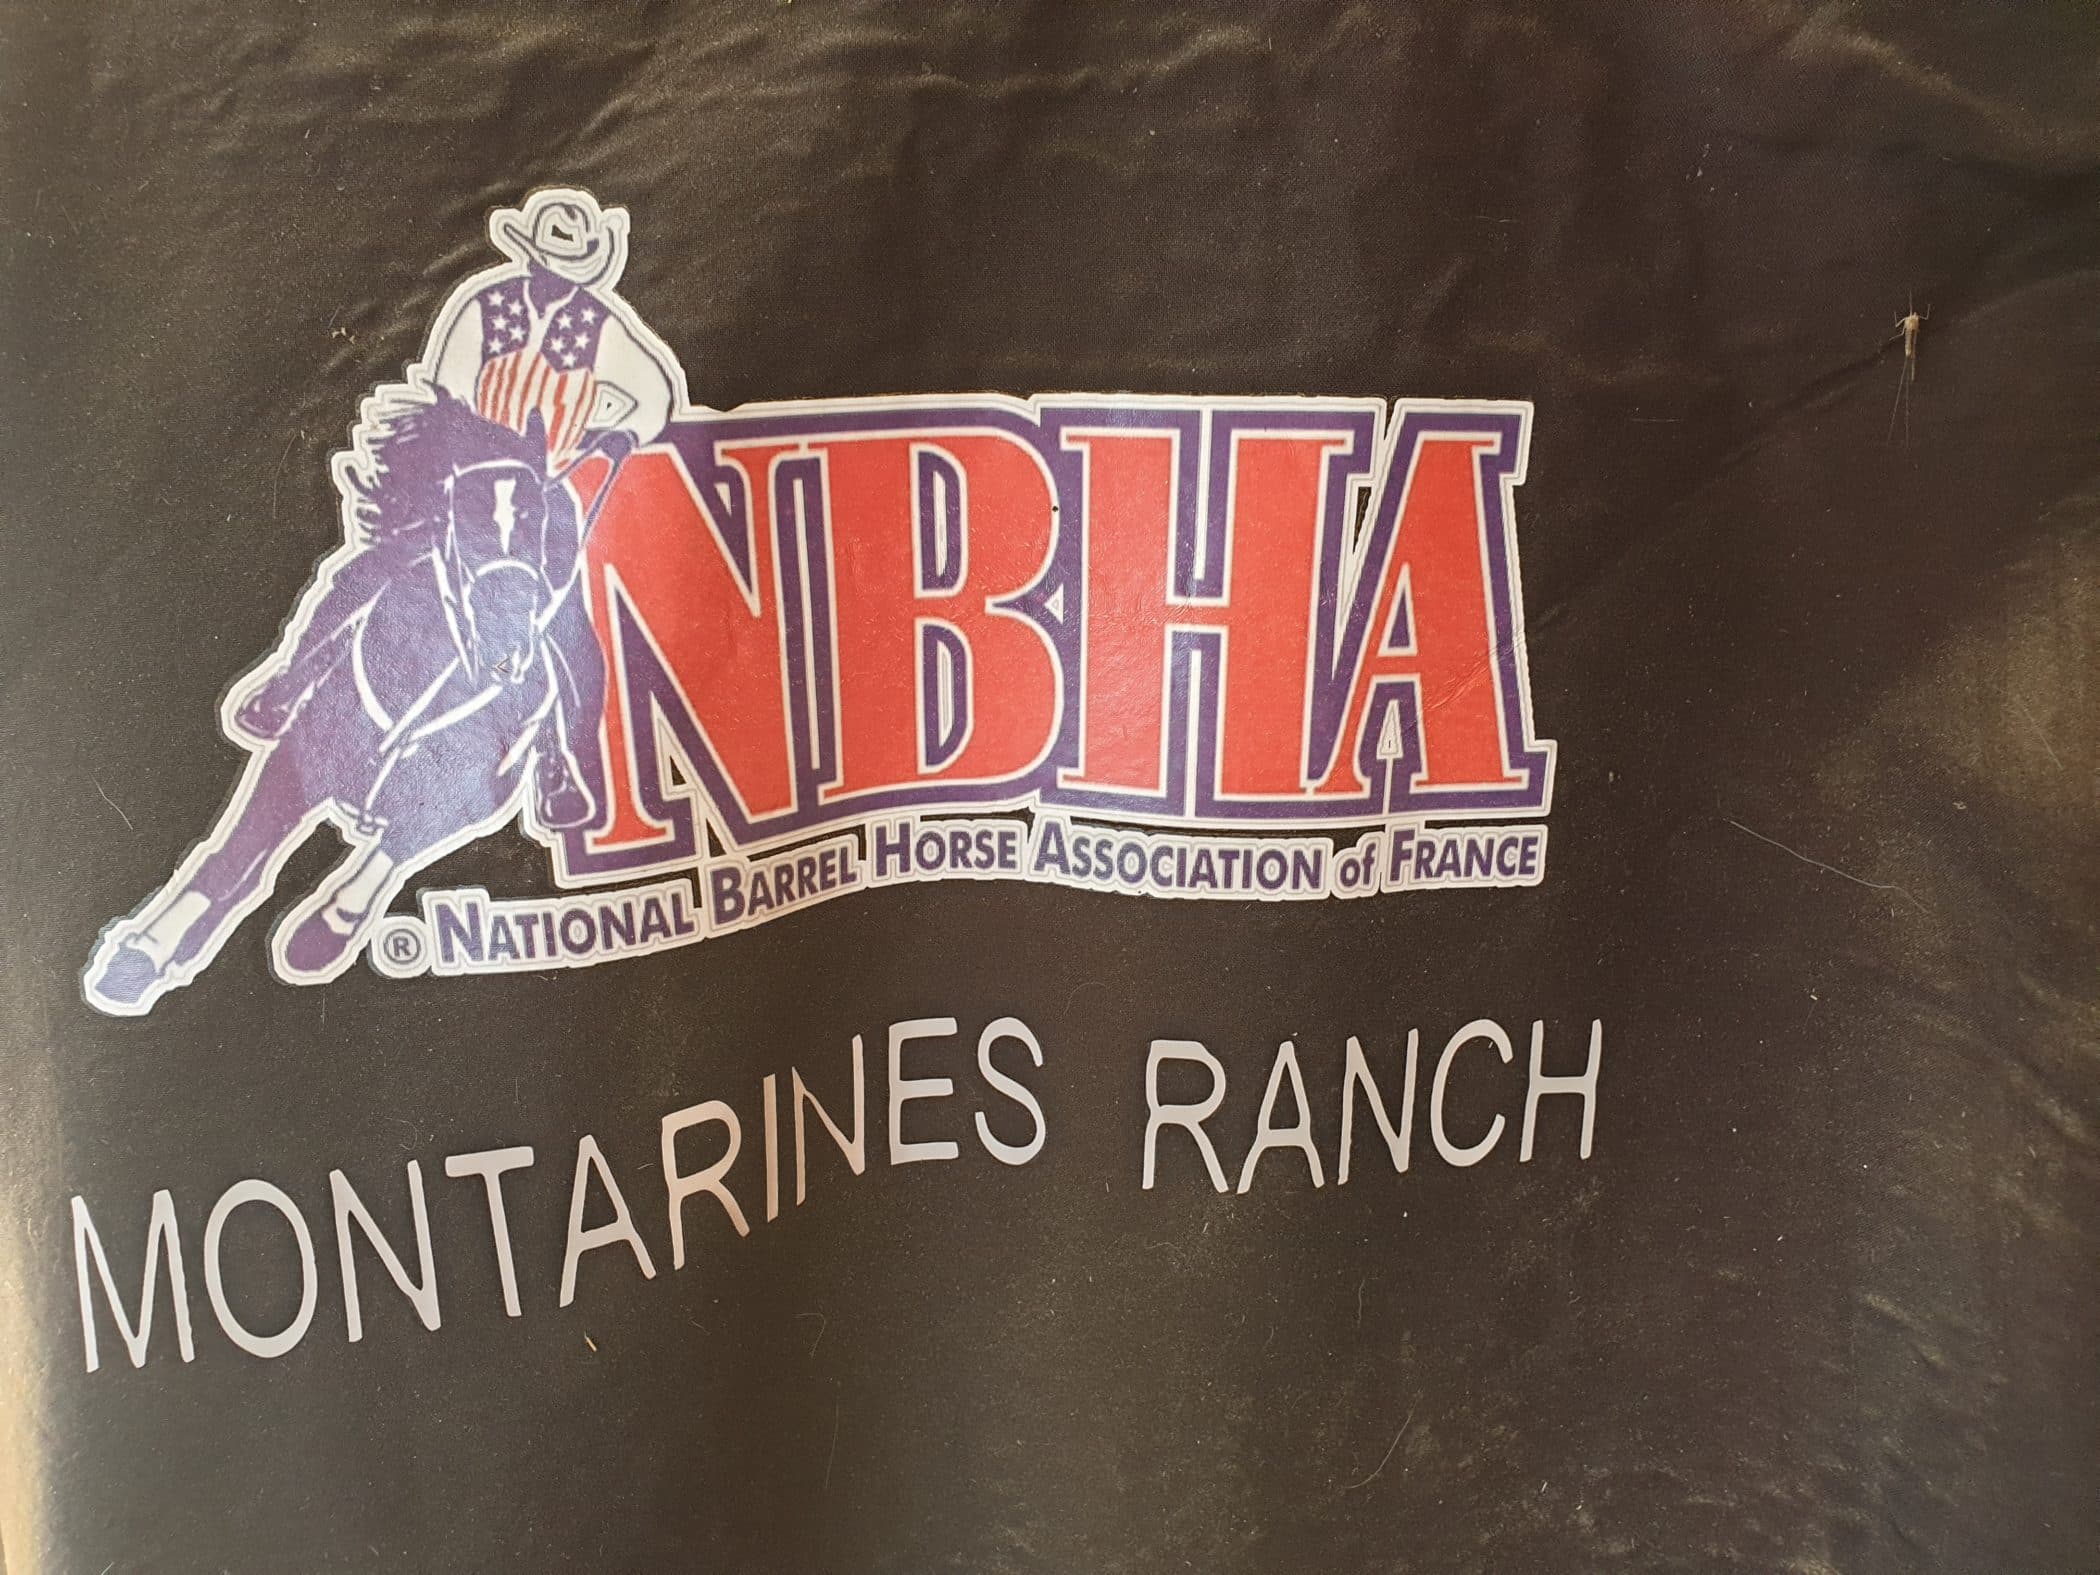 NBHA
® NATIONAL BARREL HORSE ASSOCIATION of FRANCE
MONTARINES RANCH